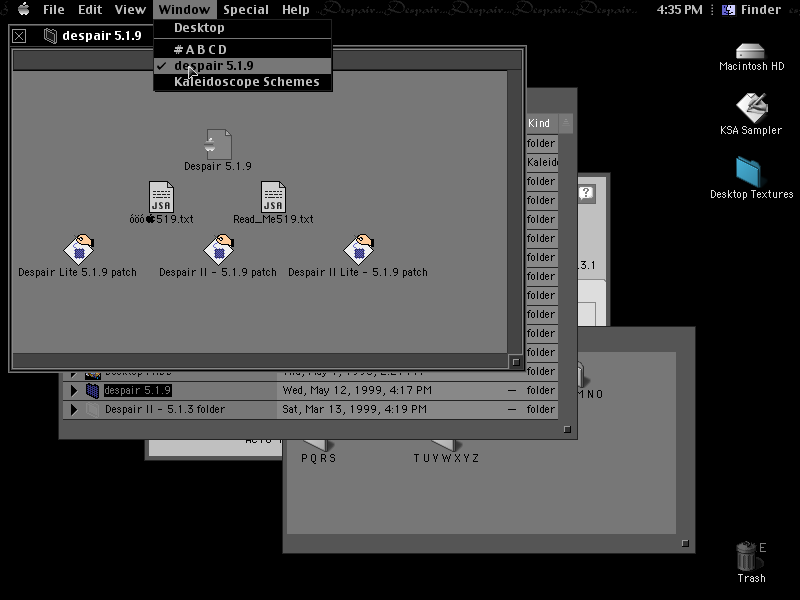 File Edit View Window Special Help
Despair... Despair... Despair...
4:35 PM
Finder
Desktop
#ABCD
✓ despair 5.1.9
Kaleidoscope Schemes
despair 5.1.9
Despair 5.1.9
JSA
JSA
519.txt
Read_Me519.txt
Despair Lite 5.1.9 patch
Despair II - 5.1.9 patch
Despair II Lite - 5.1.9 patch
Kind
folder
Kaleid
folder
folder
folder
folder
folder
folder
folder
folder
folder
folder
despair 5.1.9
Wed, May 12, 1999, 4:17 PM
— folder
Despair II - 5.1.3 folder
Sat, Mar 13, 1999, 4:19 PM
— folder
?
.3.1
MNO
PQRS
TUVWXYZ
Macintosh HD
KSA Sampler
Desktop Textures
E
Trash